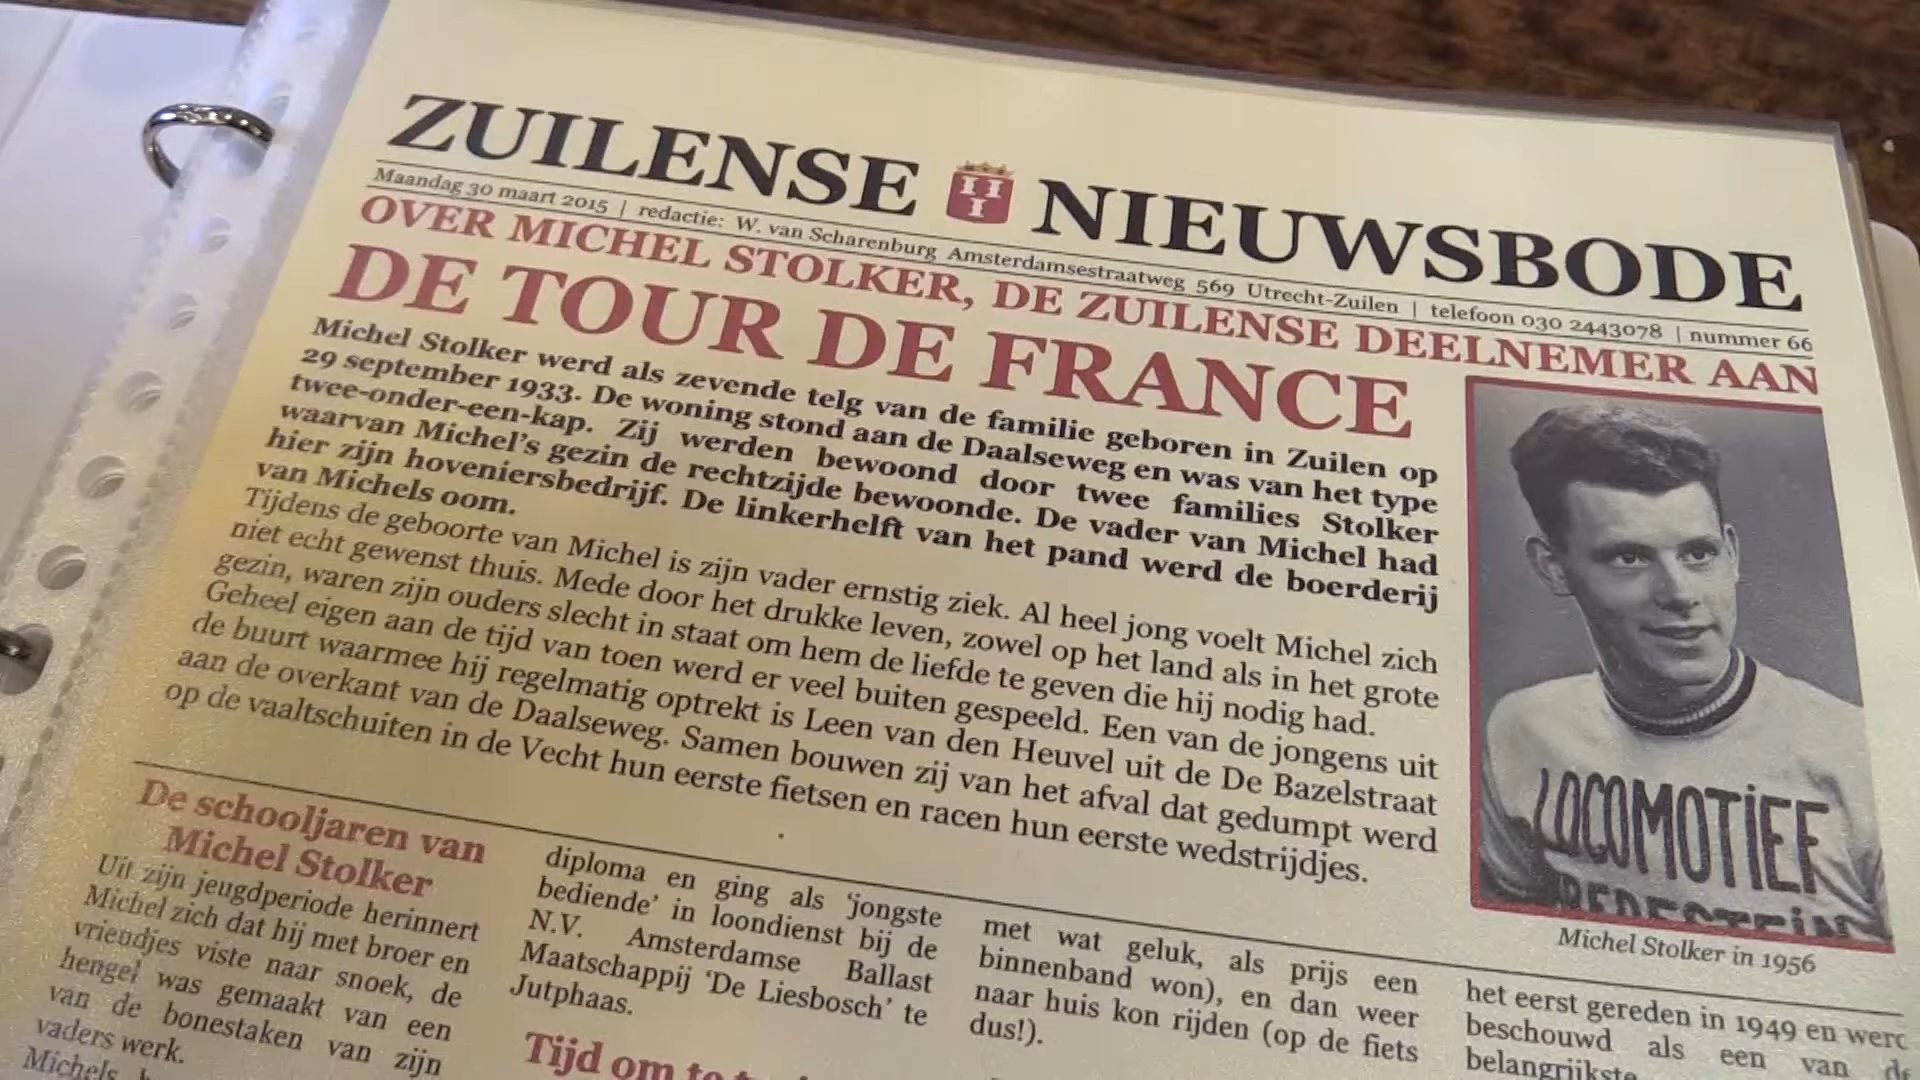 ZUILENSE NIEUWSBODE
Maandag 30 maart 2015 | redactie: W. van Scharenburg Amsterdamsestraatweg 569 Utrecht-Zuilen | telefoon 030 2443078 | nummer 66
OVER MICHEL STOLKER, DE ZUILENSE DEELNEMER AAN
DE TOUR DE FRANCE
Michel Stolker werd als zevende telg van de familie geboren in Zuilen op
29 september 1933. De woning stond aan de Daalseweg en was van het type
twee-onder-een-kap. Zij werden bewoond door twee families Stolker
waarvan Michel's gezin de rechtzijde bewoonde. De vader van Michel had
hier zijn hoveniersbedrijf. De linkerhelft van het pand werd de boerderij
van Michels oom.
Tijdens de geboorte van Michel is zijn vader ernstig ziek. Al heel jong voelt Michel zich
niet echt gewenst thuis. Mede door het drukke leven, zowel op het land als in het grote
gezin, waren zijn ouders slecht in staat om hem de liefde te geven die hij nodig had.
Geheel eigen aan de tijd van toen werd er veel buiten gespeeld. Een van de jongens uit
de buurt waarmee hij regelmatig optrekt is Leen van den Heuvel uit de De Bazelstraat
aan de overkant van de Daalseweg. Samen bouwen zij van het afval dat gedumpt werd
op de vaaltschuiten in de Vecht hun eerste fietsen en racen hun eerste wedstrijdjes.
LOCOMOTIEF
REDESTEIN
Michel Stolker in 1956
De schooljaren van
Michel Stolker
Uit zijn jeugdperiode herinnert
Michel zich dat hij met broer en
vriendjes viste naar snoek, de
hengel was gemaakt van een
van de bonestaken van zijn
vaders werk.
Michels
diploma en ging als 'jongste
bediende' in loondienst bij de
N.V. Amsterdamse Ballast
Maatschappij 'De Liesbosch' te
Jutphaas.
Tijd om te
met wat geluk, als prijs een
binnenband won), en dan weer
naar huis kon rijden (op de fiets
dus!).
het eerst gereden in 1949 en werd
beschouwd als een van de
belangrijkste